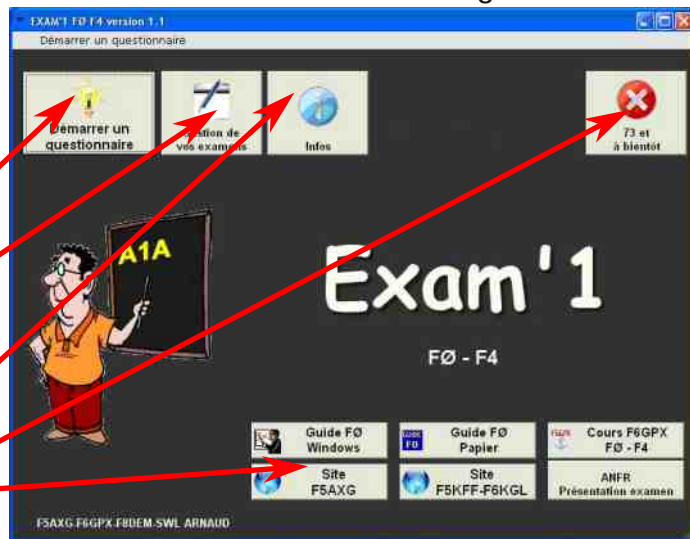 EXAM'1 FØ F4 version 1.1
Démarrer un questionnaire
Démarrer un
questionnaire
Gestion de
vos examens
Infos
73 et
à bientôt
A1A
Exam'1
FØ - F4
Guide FØ
Windows
GUIDE
FØ
Guide FØ
Papier
Cours F6GPX
FØ - F4
Site
F5AXG
Site
F5KFF-F6KGL
ANFR
Présentation examen
F5AXG-F6GPX-F8DEM-SWL ARNAUD